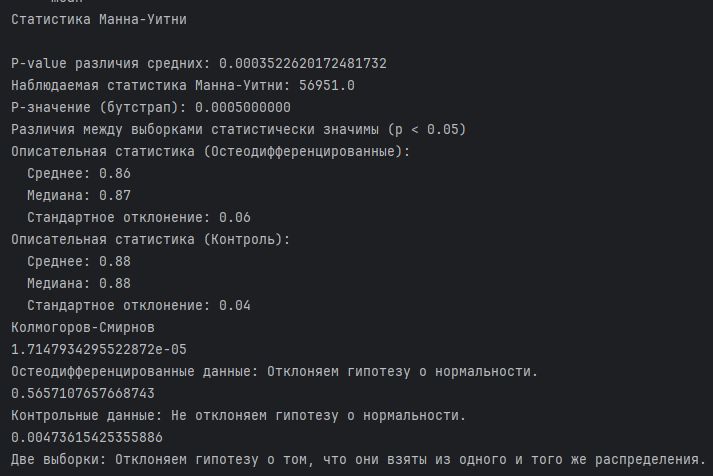 Статистика Манна-Уитни
P-value различия средних: 0.0003522620172481732
Наблюдаемая статистика Манна-Уитни: 56951.0
P-значение (бутстрап): 0.0005000000
Различия между выборками статистически значимы (p < 0.05)
Описательная статистика (Остеодифференцированные):
Среднее: 0.86
Медиана: 0.87
Стандартное отклонение: 0.06
Описательная статистика (Контроль):
Среднее: 0.88
Медиана: 0.88
Стандартное отклонение: 0.04
Колмогоров-Смирнов
1.7147934295522872e-05
Остеодифференцированные данные: Отклоняем гипотезу о нормальности.
0.5657107657668743
Контрольные данные: Не отклоняем гипотезу о нормальности.
0.00473615425355886
Две выборки: Отклоняем гипотезу о том, что они взяты из одного и того же распределения.